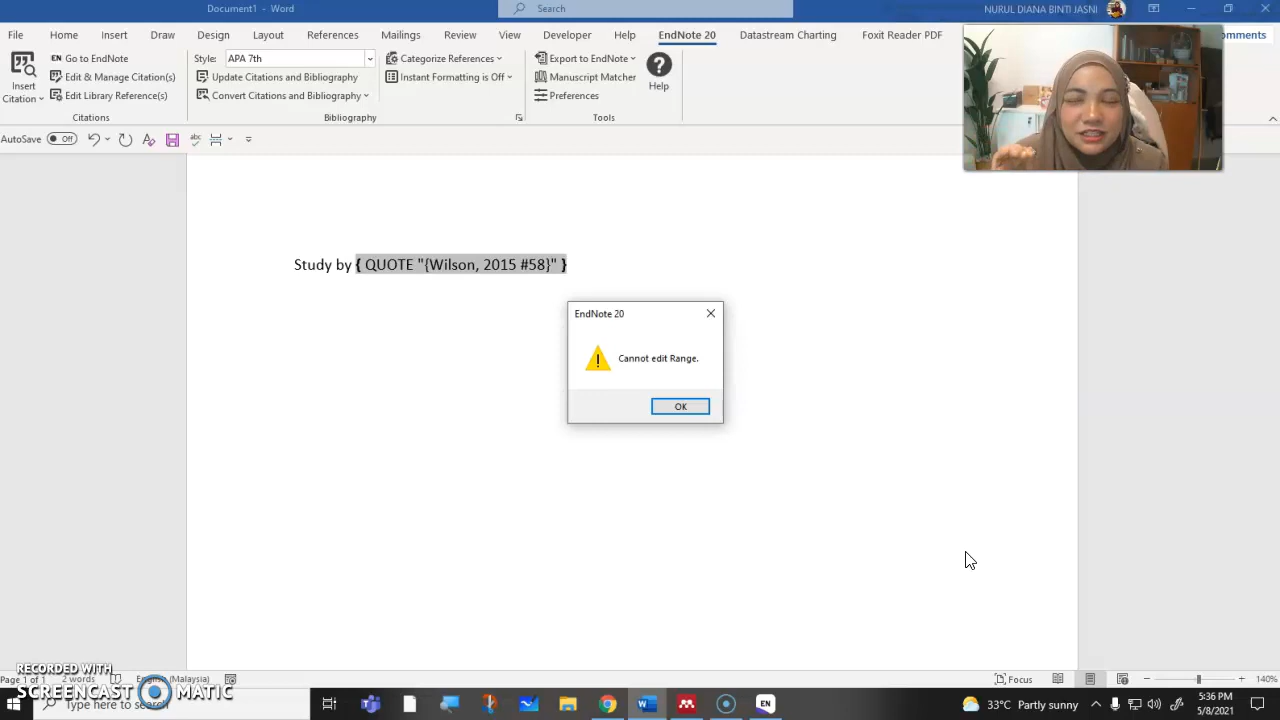 Document1 - Word
Search
NURUL DIANA BINTI JASNI
File Home Insert Draw Design Layout References Mailings Review View Developer Help EndNote 20 Datastream Charting Foxit Reader PDF
Insert Citation
EN Go to EndNote
Edit & Manage Citation(s)
Edit Library Reference(s)
Citations
Style: APA 7th
Update Citations and Bibliography
Convert Citations and Bibliography
Categorize References
Instant Formatting is Off
Bibliography
Export to EndNote
Manuscript Matcher
Preferences
Help
Tools
AutoSave Off
abc
Study by { QUOTE "{Wilson, 2015 #58}" }
EndNote 20
Cannot edit Range.
OK
Page 1 of 1 2 words English (Malaysia)
Focus
140%
RECORDED WITH
SCREENCAST MATIC
Type here to search
EN
33°C Partly sunny
5:36 PM
5/8/2021